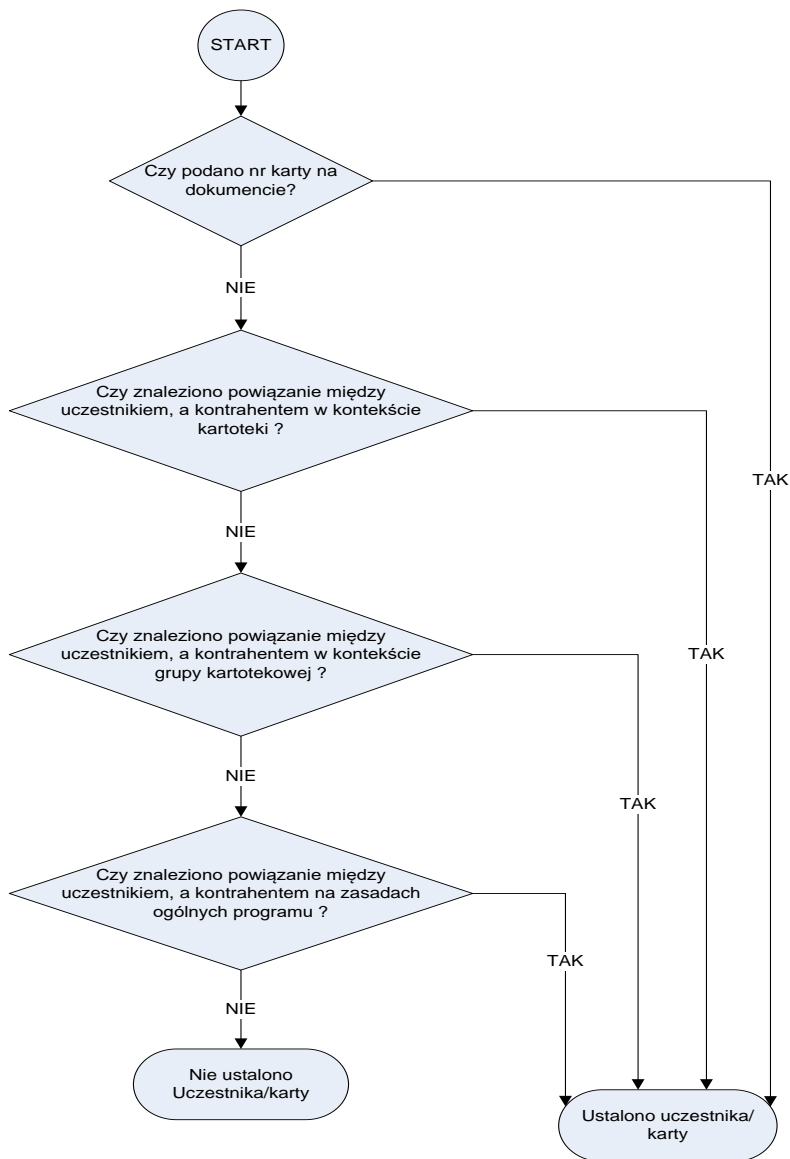 START
Czy podano nr karty na
dokumencie?
NIE
Czy znaleziono powiązanie między
uczestnikiem, a kontrahentem w kontekście
kartoteki ?
TAK
NIE
Czy znaleziono powiązanie między
uczestnikiem, a kontrahentem w kontekście
grupy kartotekowej ?
TAK
NIE
TAK
Czy znaleziono powiązanie między
uczestnikiem, a kontrahentem na zasadach
ogólnych programu ?
TAK
NIE
Nie ustalono
Uczestnika/karty
Ustalono uczestnika/
karty